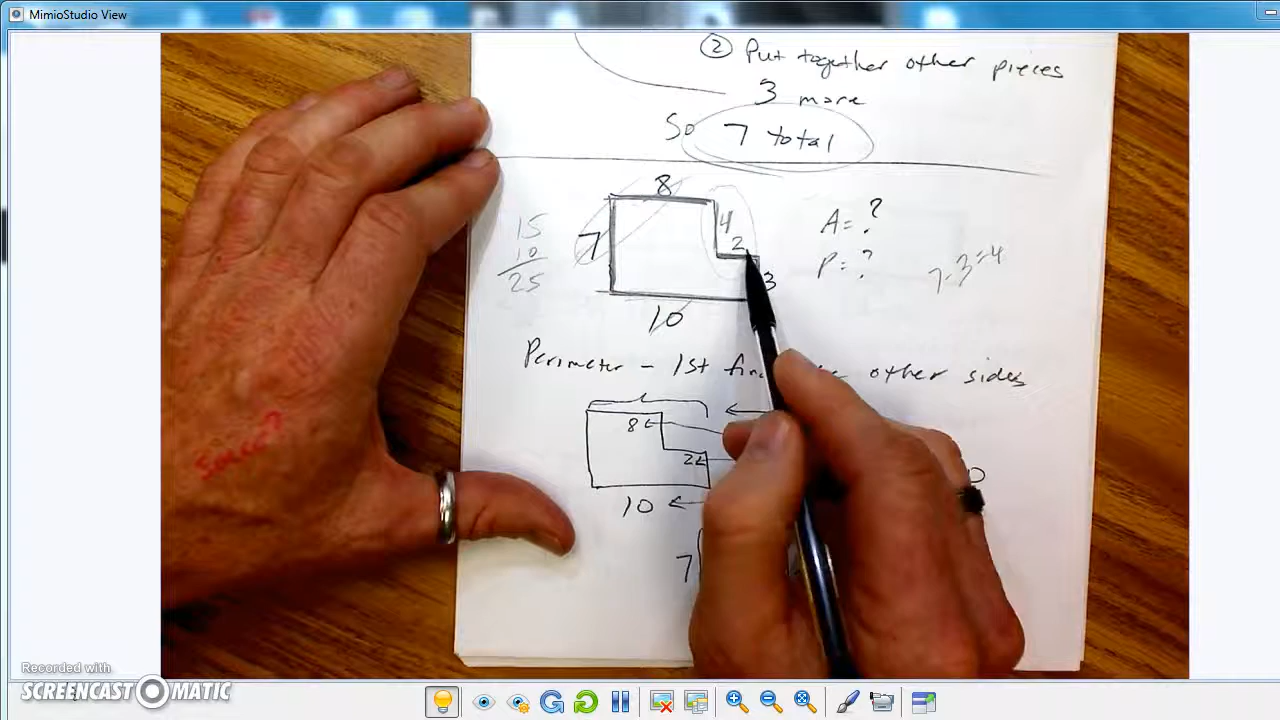 MimioStudio View
② Put together other pieces
3 more
So 7 total
8
15
10
25
7
4
2
3
10
A = ?
P = ?
7-3=4
Perimeter - 1st other sides
8
2
10
7
Recorded with
SCREENCAST MATIC